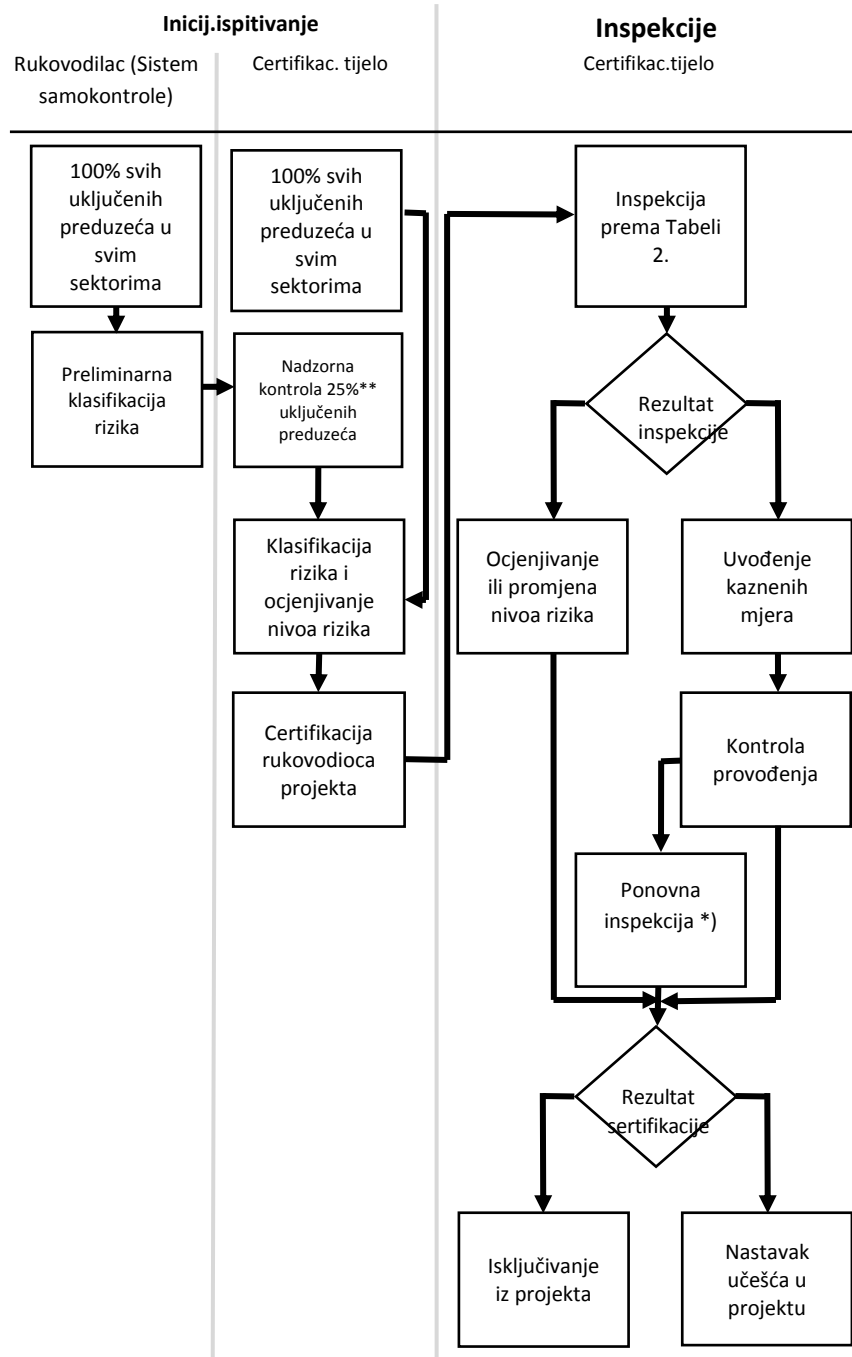 Inicij.ispitivanje
Inspekcije
Rukovodilac (Sistem
samokontrole)
Certifikac. tijelo
Certifikac.tijelo
100% svih
uključenih
preduzeća u
svim
sektorima
100% svih
uključenih
preduzeća u
svim
sektorima
Inspekcija
prema Tabeli
2.
Preliminarna
klasifikacija
rizika
Nadzorna
kontrola 25%**
uključenih
preduzeća
Rezultat
inspekcije
Klasifikacija
rizika i
ocjenjivanje
nivoa rizika
Ocjenjivanje
ili promjena
nivoa rizika
Uvođenje
kaznenih
mjera
Certifikacija
rukovodioca
projekta
Kontrola
provođenja
Ponovna
inspekcija *)
Rezultat
sertifikacije
Isključivanje
iz projekta
Nastavak
učešća u
projektu